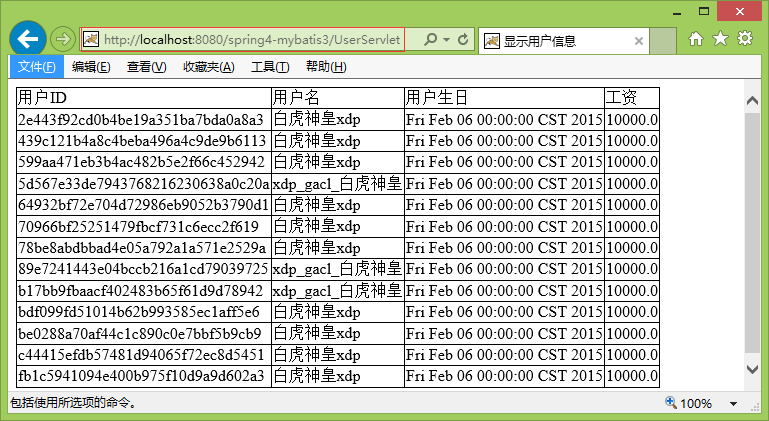 http://localhost:8080/spring4-mybatis3/UserServlet
显示用户信息
文件(F) 编辑(E) 查看(V) 收藏夹(A) 工具(T) 帮助(H)
用户ID 用户名 用户生日 工资
2e443f92cd0b4be19a351ba7bda0a8a3 白虎神皇xdp Fri Feb 06 00:00:00 CST 2015 10000.0
439c121b4a8c4beba496a4c9de9b6113 白虎神皇xdp Fri Feb 06 00:00:00 CST 2015 10000.0
599aa471eb3b4ac482b5e2f66c452942 白虎神皇xdp Fri Feb 06 00:00:00 CST 2015 10000.0
5d567e33de7943768216230638a0c20a xdp_gacl_白虎神皇 Fri Feb 06 00:00:00 CST 2015 10000.0
64932bf72e704d72986eb9052b3790d1 白虎神皇xdp Fri Feb 06 00:00:00 CST 2015 10000.0
70966bf25251479fbcf731c6ecc2f619 白虎神皇xdp Fri Feb 06 00:00:00 CST 2015 10000.0
78be8abdbbad4e05a792a1a571e2529a 白虎神皇xdp Fri Feb 06 00:00:00 CST 2015 10000.0
89e7241443e04bccb216a1cd79039725 xdp_gacl_白虎神皇 Fri Feb 06 00:00:00 CST 2015 10000.0
b17bb9fbaacf402483b65f61d9d78942 xdp_gacl_白虎神皇 Fri Feb 06 00:00:00 CST 2015 10000.0
bdf099fd51014b62b993585ec1aff5e6 白虎神皇xdp Fri Feb 06 00:00:00 CST 2015 10000.0
be0288a70af44c1c890c0e7bbf5b9cb9 白虎神皇xdp Fri Feb 06 00:00:00 CST 2015 10000.0
c44415efdb57481d94065f72ec8d5451 白虎神皇xdp Fri Feb 06 00:00:00 CST 2015 10000.0
fb1c5941094e400b975f10d9a9d602a3 白虎神皇xdp Fri Feb 06 00:00:00 CST 2015 10000.0
包括使用所选项的命令。 100%